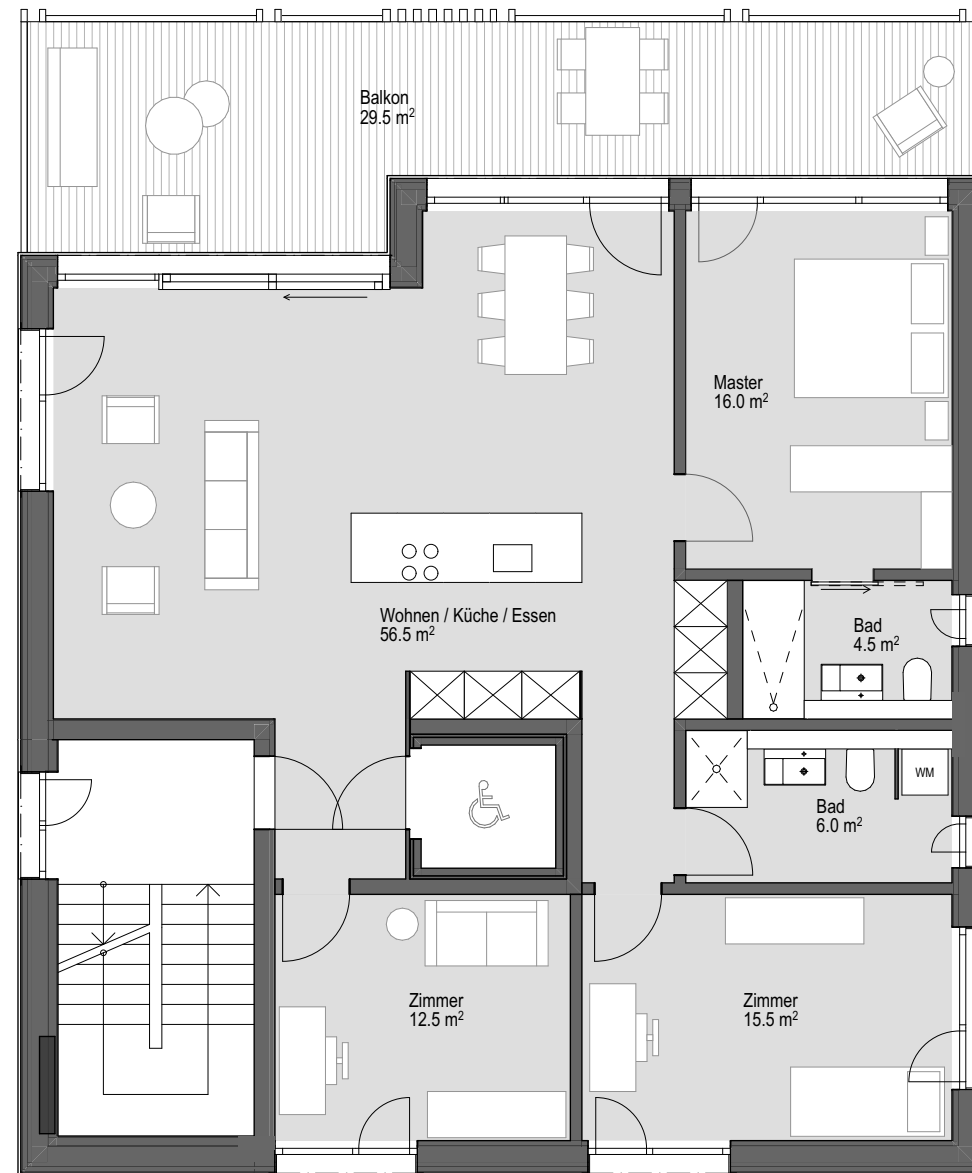 Balkon
29.5 m²
Master
16.0 m²
Wohnen / Küche / Essen
56.5 m²
Bad
4.5 m²
WM
Bad
6.0 m²
Zimmer
12.5 m²
Zimmer
15.5 m²